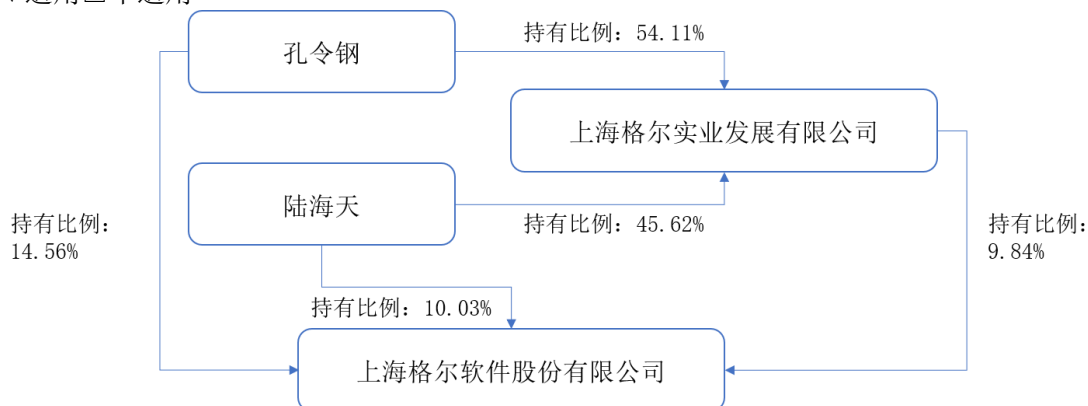 孔令钢
持有比例：54.11%
上海格尔实业发展有限公司
陆海天
持有比例：45.62%
持有比例：
14.56%
持有比例：
9.84%
持有比例：10.03%
上海格尔软件股份有限公司